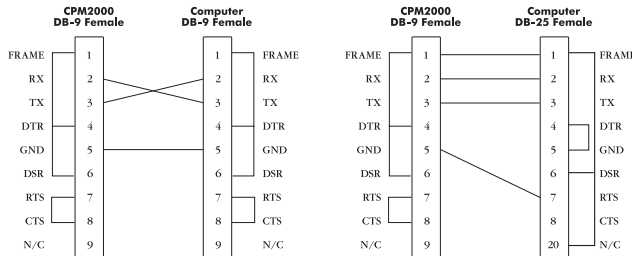 CPM2000
DB-9 Female
Computer
DB-9 Female
FRAME 1 1 FRAME
RX 2 2 RX
TX 3 3 TX
DTR 4 4 DTR
GND 5 5 GND
DSR 6 6 DSR
RTS 7 7 RTS
CTS 8 8 CTS
N/C 9 9 N/C
CPM2000
DB-9 Female
Computer
DB-25 Female
FRAME 1 1 FRAME
RX 2 2 RX
TX 3 3 TX
DTR 4 4 DTR
GND 5 5 GND
DSR 6 6 DSR
RTS 7 7 RTS
CTS 8 8 CTS
N/C 9 20 N/C